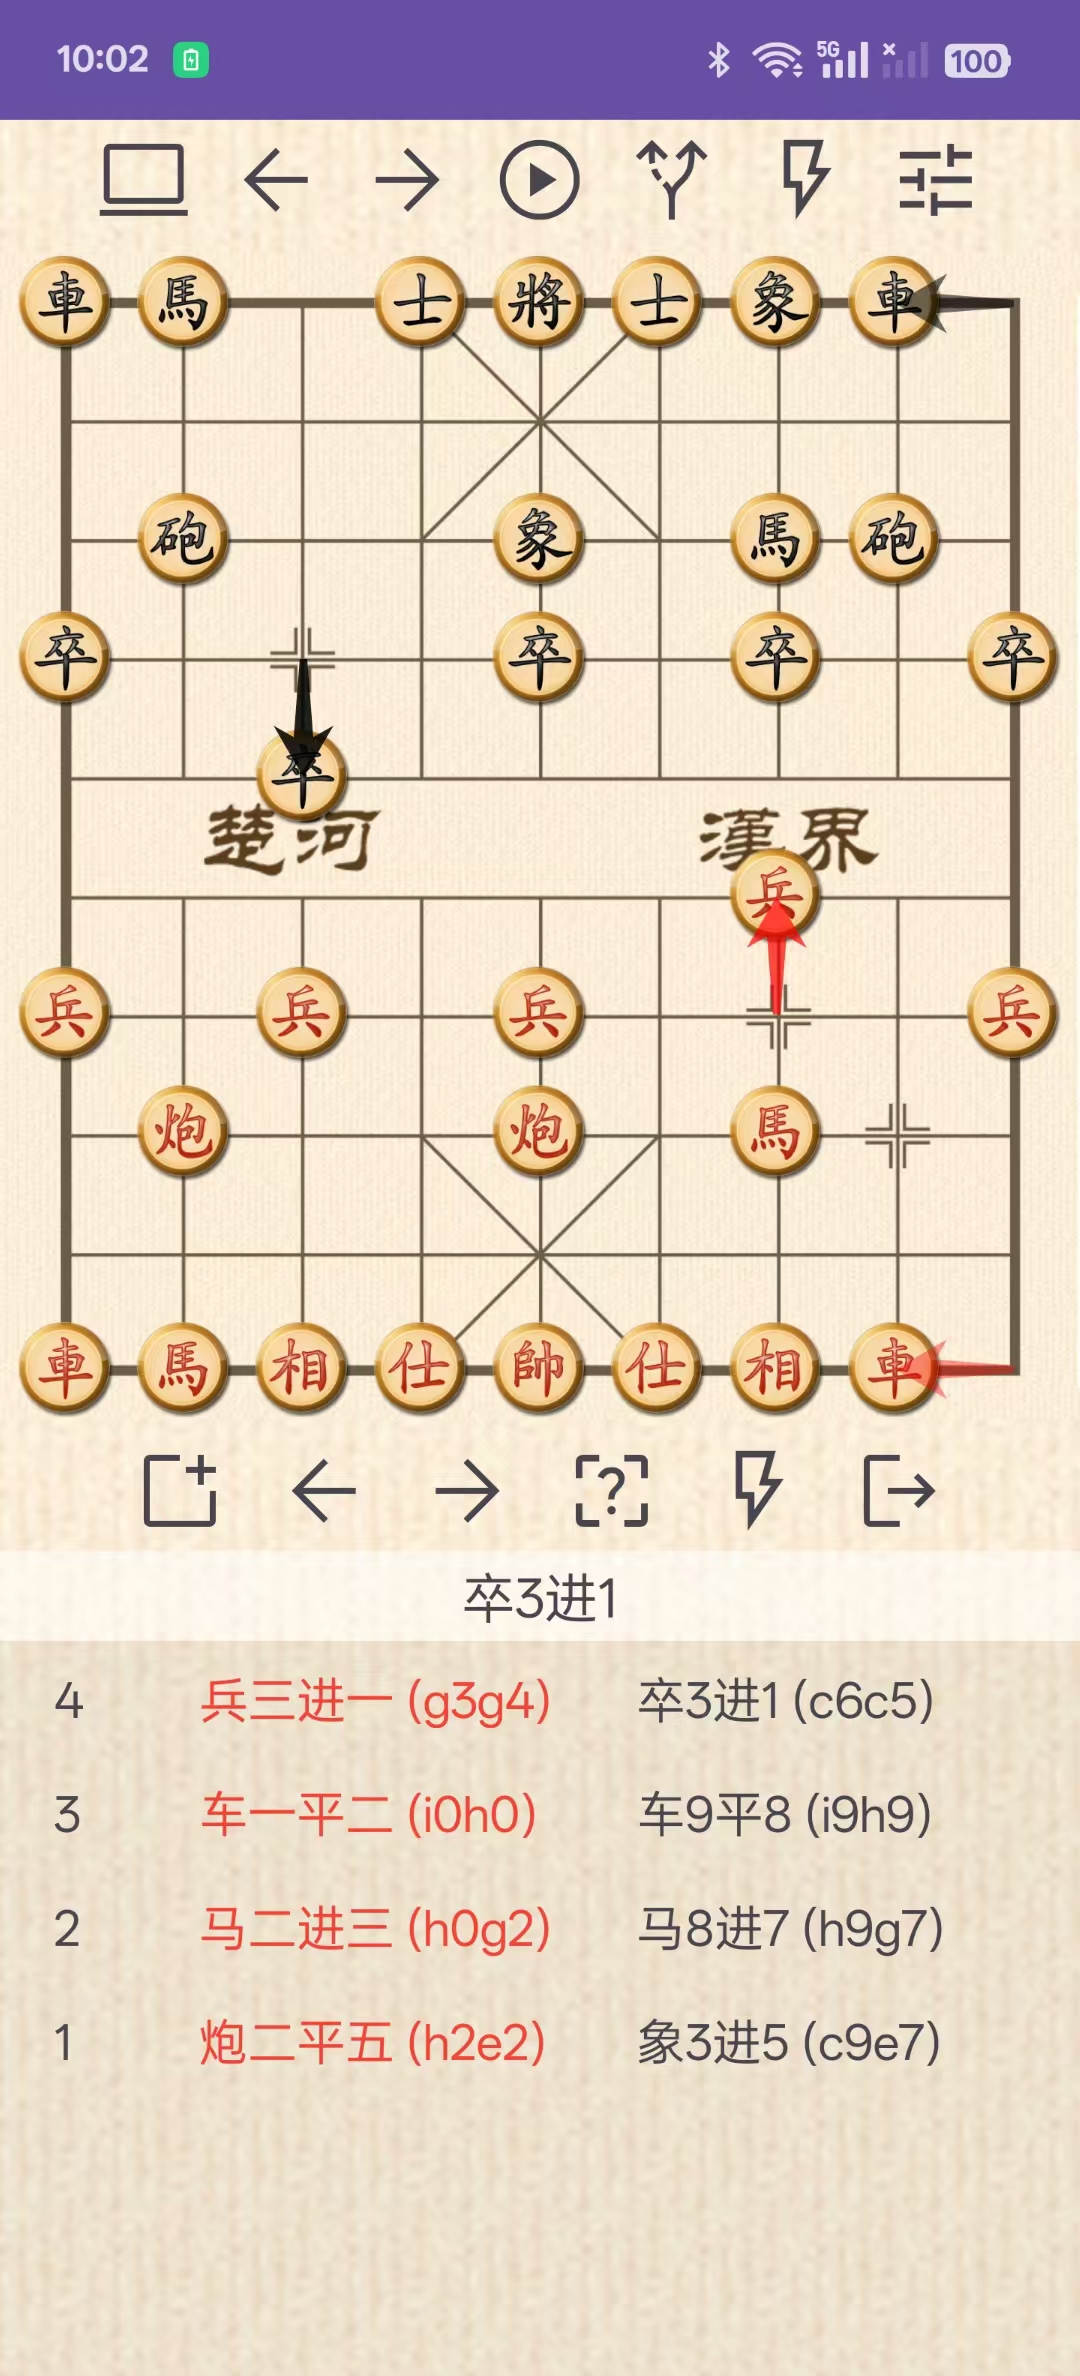 10:02 5G 100
車 馬 士 將 士 象 車
砲 象 馬 砲
卒 卒 卒 卒
卒
楚河 漢界
兵
兵 兵 兵 兵
炮 炮 馬
車 馬 相 仕 帥 仕 相 車
?
卒3进1
4 兵三进一 (g3g4) 卒3进1 (c6c5)
3 车一平二 (i0h0) 车9平8 (i9h9)
2 马二进三 (h0g2) 马8进7 (h9g7)
1 炮二平五 (h2e2) 象3进5 (c9e7)